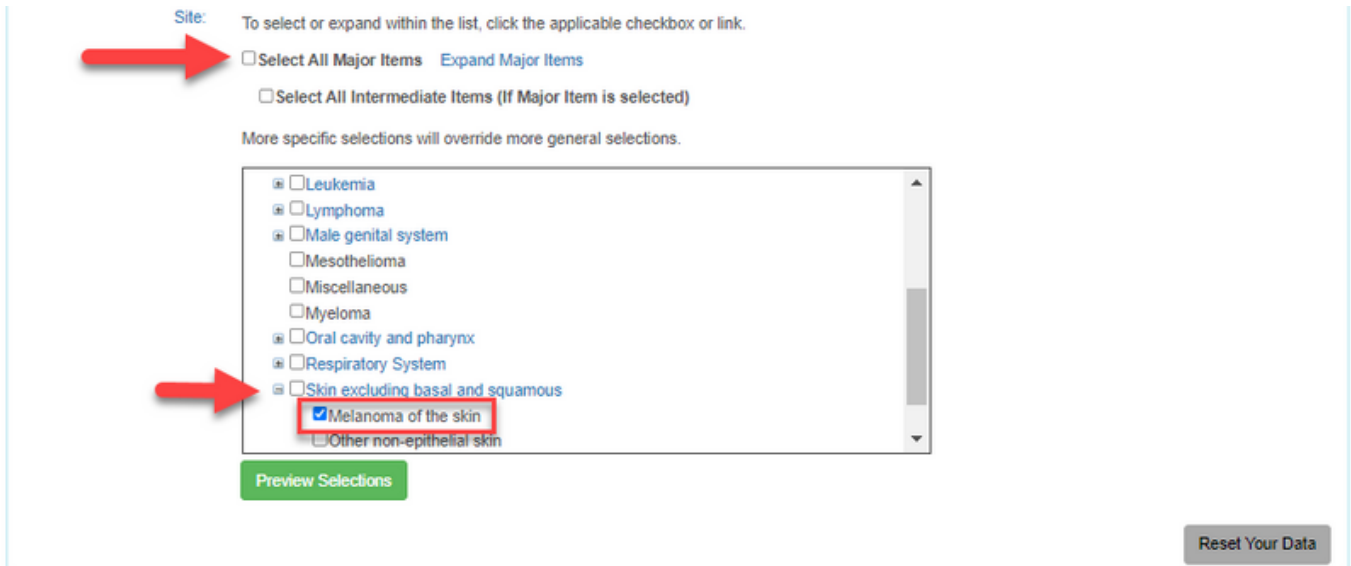 Site:
To select or expand within the list, click the applicable checkbox or link.
Select All Major Items Expand Major Items
Select All Intermediate Items (If Major Item is selected)
More specific selections will override more general selections.
Leukemia
Lymphoma
Male genital system
Mesothelioma
Miscellaneous
Myeloma
Oral cavity and pharynx
Respiratory System
Skin excluding basal and squamous
Melanoma of the skin
Other non-epithelial skin
Preview Selections
Reset Your Data